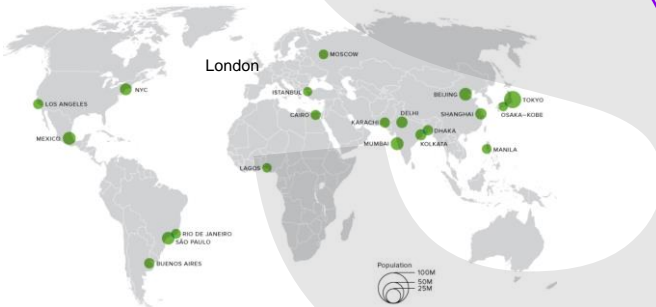 London
MOSCOW
NYC
ISTANBUL
BEIJING
TOKYO
LOS ANGELES
CAIRO
DELHI
SHANGHAI
OSAKA–KOBE
KARACHI
DHAKA
MEXICO
MUMBAI
KOLKATA
MANILA
LAGOS
RIO DE JANEIRO
SÃO PAULO
BUENOS AIRES
Population
100M
50M
25M